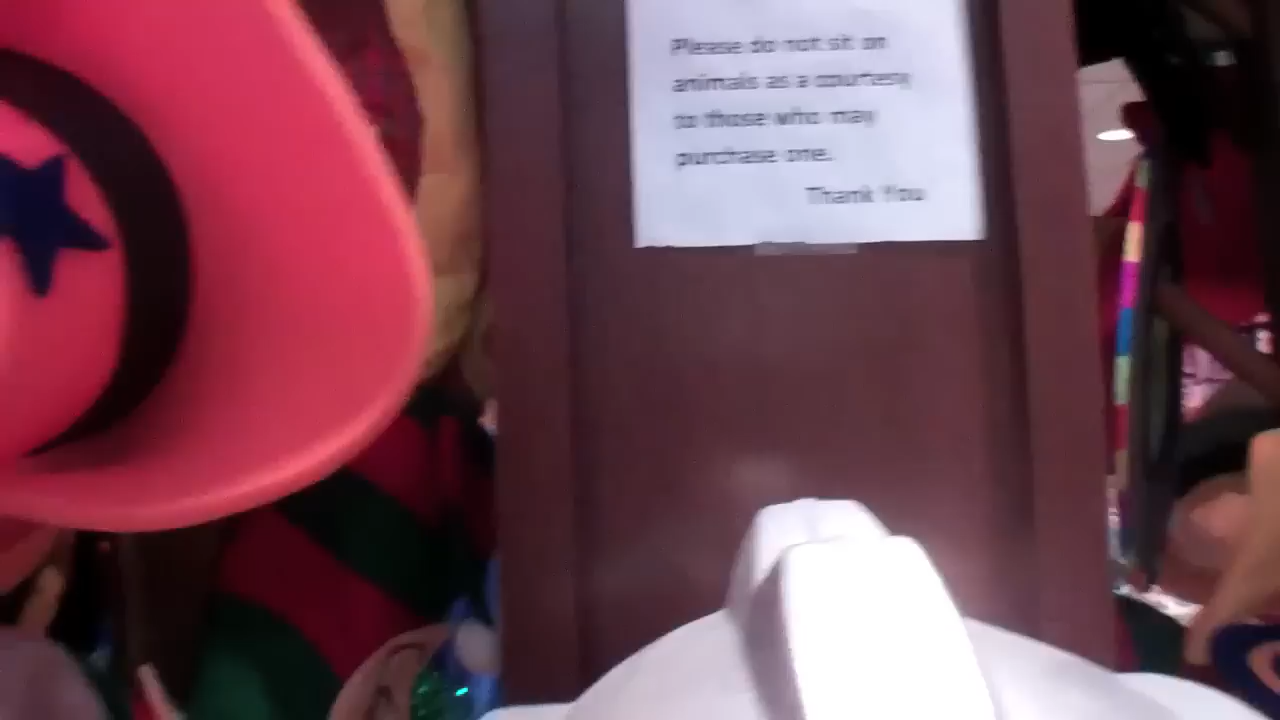 Please do not sit on
animals as a courtesy
to those who may
purchase one.
Thank You